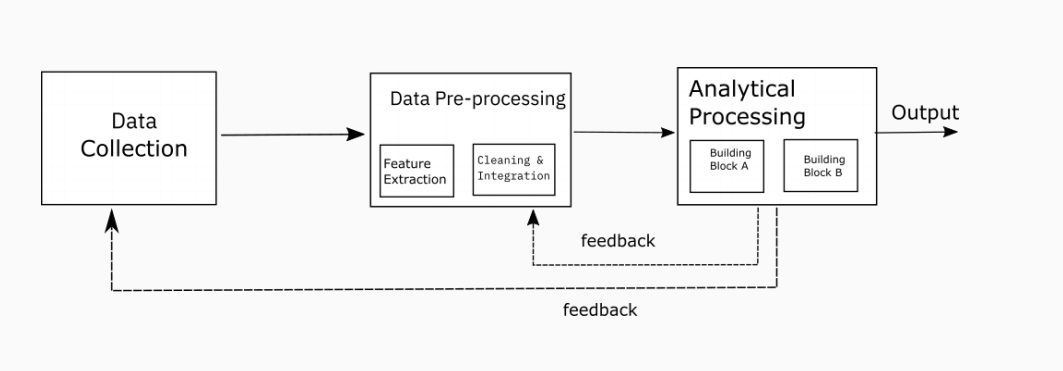 Data
Collection
Data Pre-processing
Feature
Extraction
Cleaning &
Integration
Analytical
Processing
Building
Block A
Building
Block B
Output
feedback
feedback